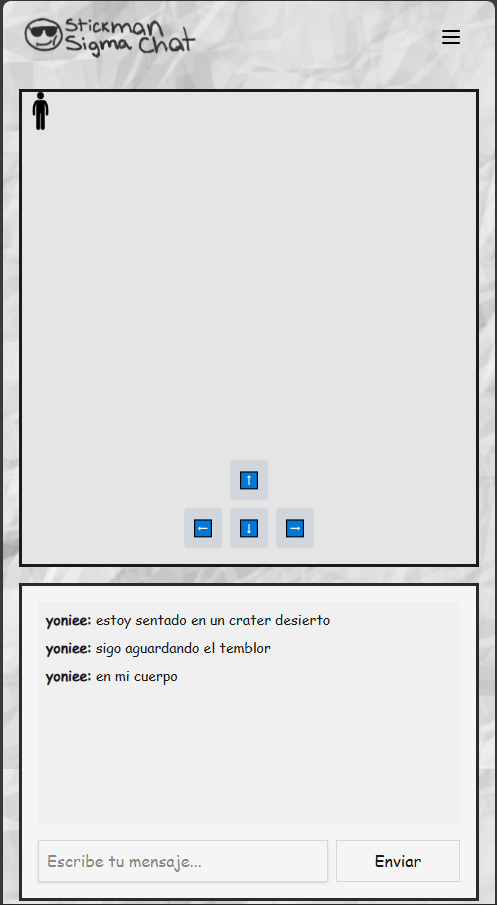 Stickman
Sigma Chat
↑
← ↓ →
yoniee: estoy sentado en un crater desierto
yoniee: sigo aguardando el temblor
yoniee: en mi cuerpo
Escribe tu mensaje...
Enviar